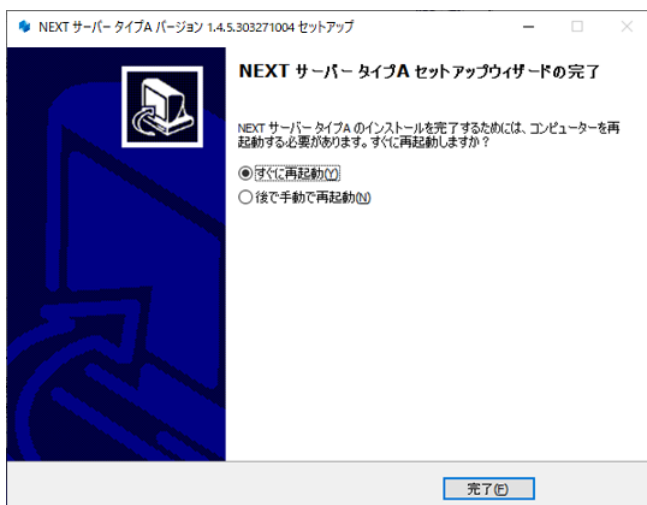 NEXT サーバー タイプA バージョン 1.4.5.303271004 セットアップ
NEXT サーバー タイプA セットアップウィザードの完了
NEXT サーバー タイプA のインストールを完了するためには、コンピューターを再
起動する必要があります。すぐに再起動しますか？
すぐに再起動(Y)
後で手動で再起動(N)
完了(F)